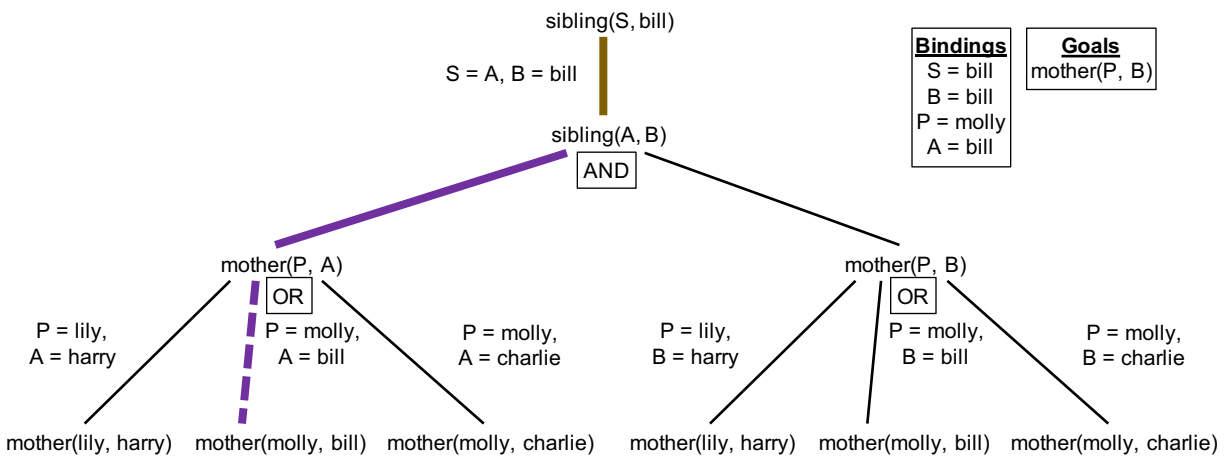 sibling(S, bill)
S = A, B = bill
sibling(A, B)
AND
Bindings
S = bill
B = bill
P = molly
A = bill
Goals
mother(P, B)
mother(P, A)
OR
P = lily,
A = harry
P = molly,
A = bill
P = molly,
A = charlie
mother(lily, harry)
mother(molly, bill)
mother(molly, charlie)
mother(P, B)
OR
P = lily,
B = harry
P = molly,
B = bill
P = molly,
B = charlie
mother(lily, harry)
mother(molly, bill)
mother(molly, charlie)